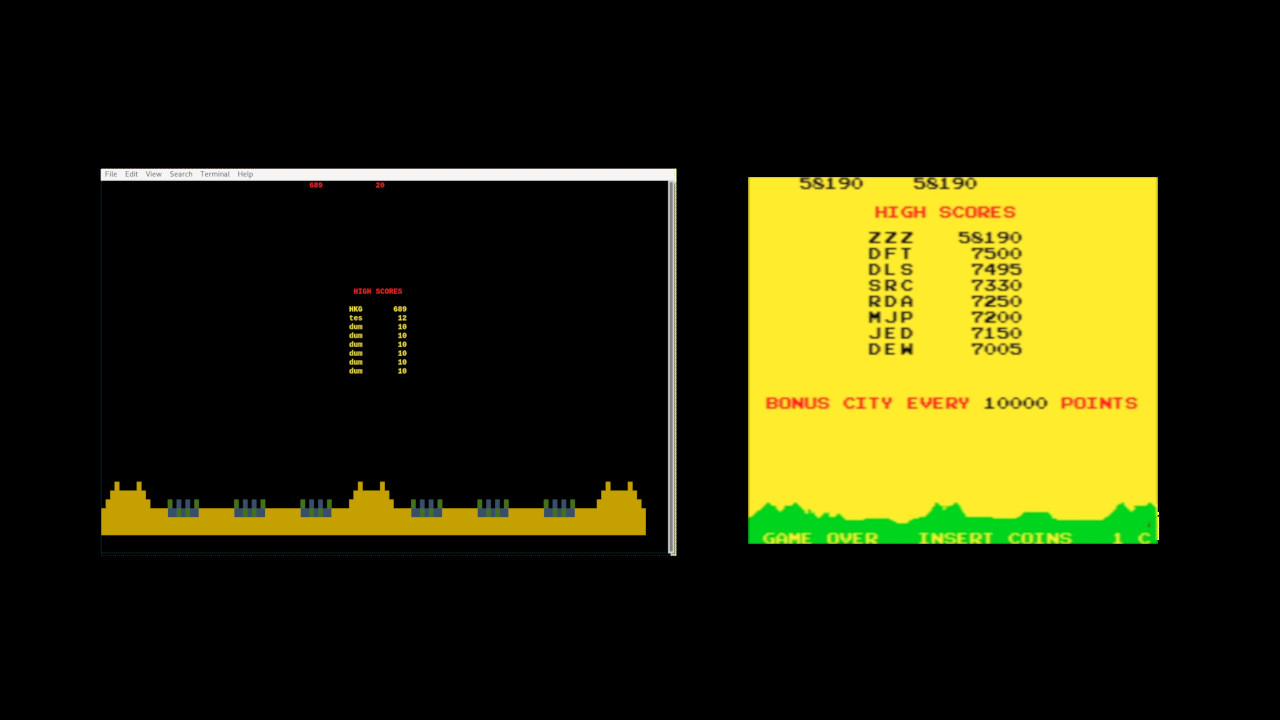 File Edit View Search Terminal Help
689 20
HIGH SCORES
HKG 689
tes 12
dum 10
dum 10
dum 10
dum 10
dum 10
dum 10
58190 58190
HIGH SCORES
ZZZ 58190
DFT 7500
DLS 7495
SRC 7330
RDA 7250
MJP 7200
JED 7150
DEW 7005
BONUS CITY EVERY 10000 POINTS
GAME OVER INSERT COINS 1 C